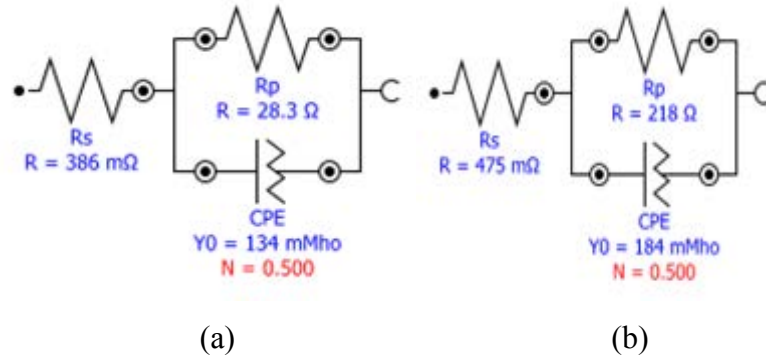 Rs
R = 386 mΩ
Rp
R = 28.3 Ω
CPE
Y0 = 134 mMho
N = 0.500
(a)
Rs
R = 475 mΩ
Rp
R = 218 Ω
CPE
Y0 = 184 mMho
N = 0.500
(b)